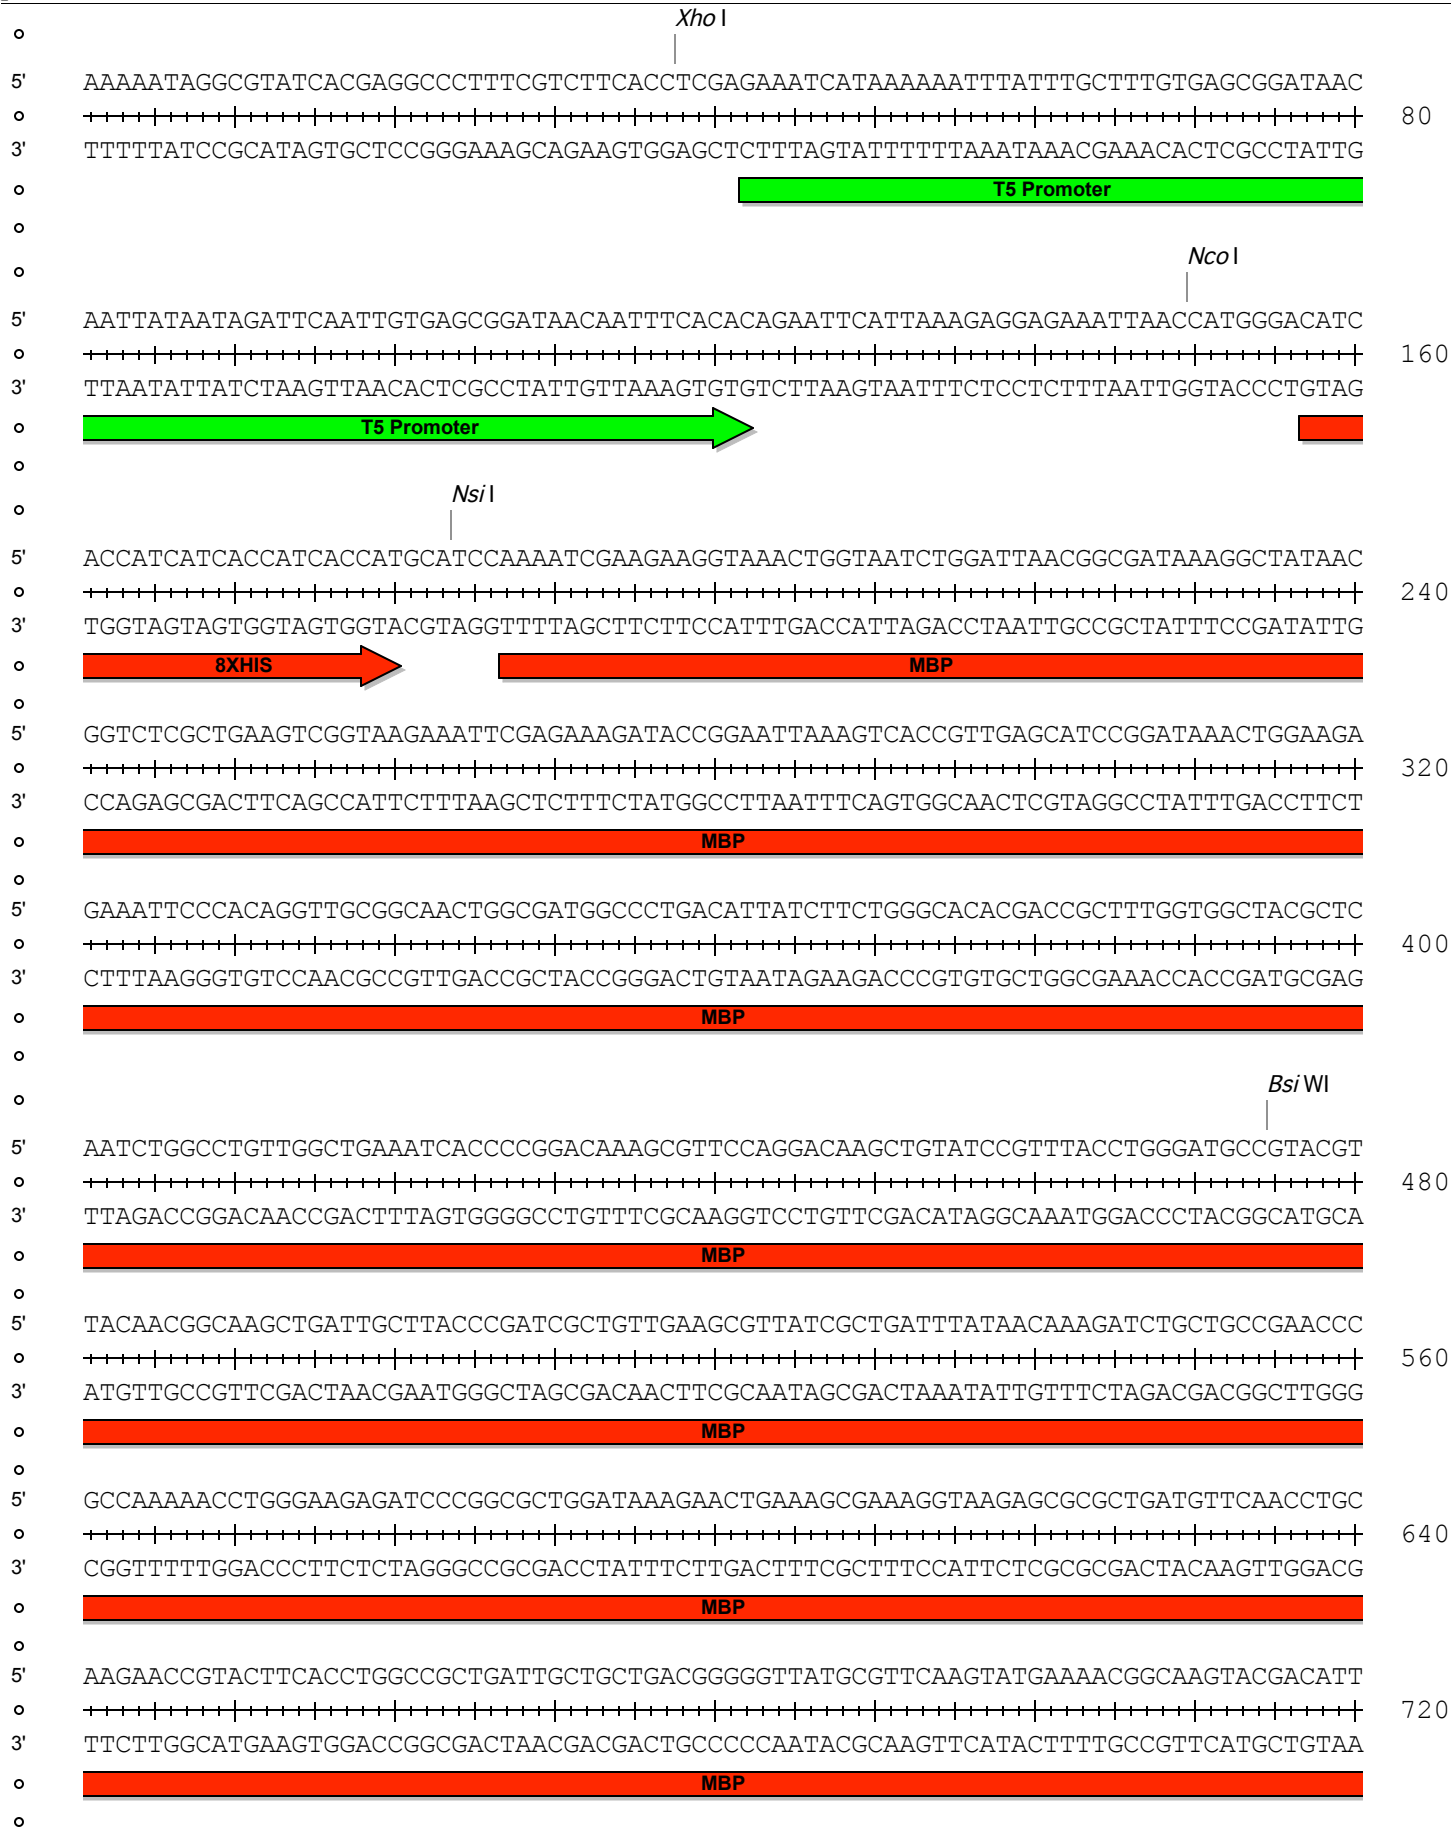 Xho I
5' AAAAATAGGCGTATCACGAGGCCCTTTCGTCTTCACCTCGAGAAATCATAAAAAATTTATTTGCTTTGTGAGCGGATAAC
80
3' TTTTTATCCGCATAGTGCTCCGGGAAAGCAGAAGTGGAGCTCTTTAGTATTTTTTAAATAAACGAAACACTCGCCTATTG
T5 Promoter
Nco I
5' AATTATAATAGATTCAATTGTGAGCGGATAACAATTTCACACAGAATTCATTAAAGAGGAGAAATTAACCATGGGACATC
160
3' TTAATATTATCTAAGTTAACACTCGCCTATTGTTAAAGTGTGTCTTAAGTAATTTCTCCTCTTTAATTGGTACCCTGTAG
T5 Promoter
Nsi I
5' ACCATCATCACCATCACCATGCATCCAAAATCGAAGAAGGTAAACTGGTAATCTGGATTAACGGCGATAAAGGCTATAAC
240
3' TGGTAGTAGTGGTAGTGGTACGTAGGTTTTAGCTTCTTCCATTTGACCATTAGACCTAATTGCCGCTATTTCCGATATTG
8XHIS MBP
5' GGTCTCGCTGAAGTCGGTAAGAAATTCGAGAAAGATACCGGAATTAAAGTCACCGTTGAGCATCCGGATAAACTGGAAGA
320
3' CCAGAGCGACTTCAGCCATTCTTTAAGCTCTTTCTATGGCCTTAATTTCAGTGGCAACTCGTAGGCCTATTTGACCTTCT
MBP
5' GAAATTCCCACAGGTTGCGGCAACTGGCGATGGCCCTGACATTATCTTCTGGGCACACGACCGCTTTGGTGGCTACGCTC
400
3' CTTTAAGGGTGTCCAACGCCGTTGACCGCTACCGGGACTGTAATAGAAGACCCGTGTGCTGGCGAAACCACCGATGCGAG
MBP
Bsi WI
5' AATCTGGCCTGTTGGCTGAAATCACCCCGGACAAAGCGTTCCAGGACAAGCTGTATCCGTTTACCTGGGATGCCGTACGT
480
3' TTAGACCGGACAACCGACTTTAGTGGGGCCTGTTTCGCAAGGTCCTGTTCGACATAGGCAAATGGACCCTACGGCATGCA
MBP
5' TACAACGGCAAGCTGATTGCTTACCCGATCGCTGTTGAAGCGTTATCGCTGATTTATAACAAAGATCTGCTGCCGAACCC
560
3' ATGTTGCCGTTCGACTAACGAATGGGCTAGCGACAACTTCGCAATAGCGACTAAATATTGTTTCTAGACGACGGCTTGGG
MBP
5' GCCAAAAACCTGGGAAGAGATCCCGGCGCTGGATAAAGAACTGAAAGCGAAAGGTAAGAGCGCGCTGATGTTCAACCTGC
640
3' CGGTTTTTGGACCCTTCTCTAGGGCCGCGACCTATTTCTTGACTTTCGCTTTCCATTCTCGCGCGACTACAAGTTGGACG
MBP
5' AAGAACCGTACTTCACCTGGCCGCTGATTGCTGCTGACGGGGGTTATGCGTTCAAGTATGAAAACGGCAAGTACGACATT
720
3' TTCTTGGCATGAAGTGGACCGGCGACTAACGACGACTGCCCCCAATACGCAAGTTCATACTTTTGCCGTTCATGCTGTAA
MBP